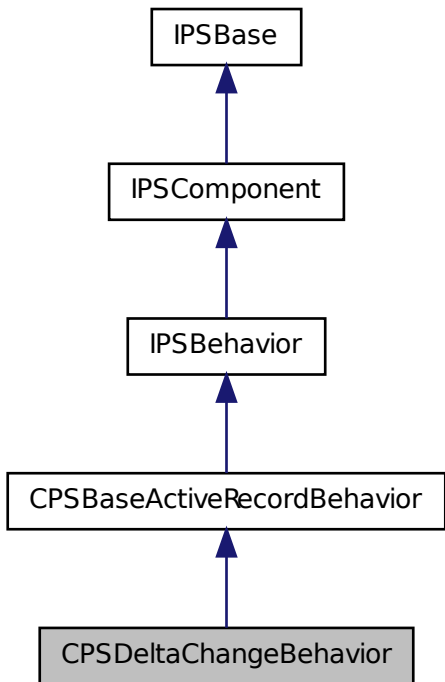 IPSBase
IPSComponent
IPSBehavior
CPSBaseActiveRecordBehavior
CPSDeltaChangeBehavior